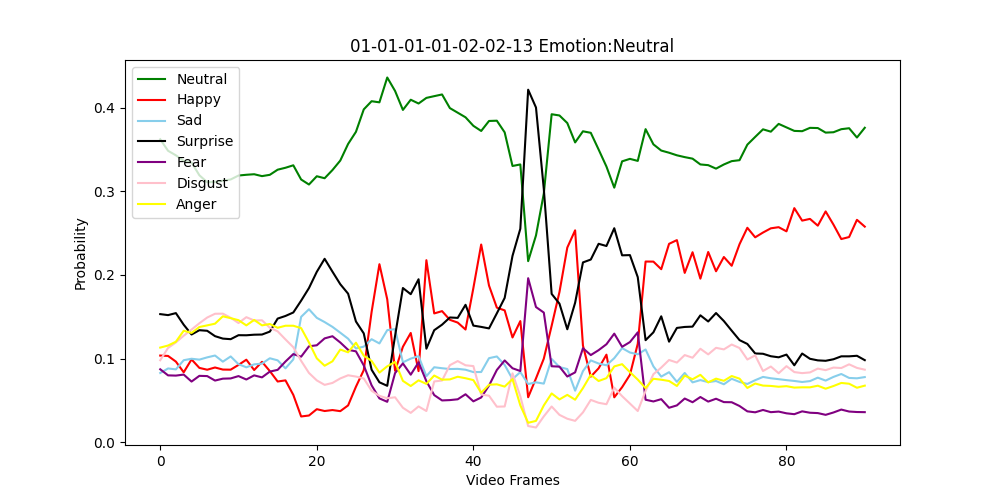 01-01-01-01-02-02-13 Emotion:Neutral
Neutral
Happy
Sad
Surprise
Fear
Disgust
Anger
Probability
0.4
0.3
0.2
0.1
0.0
0
20
40
60
80
Video Frames